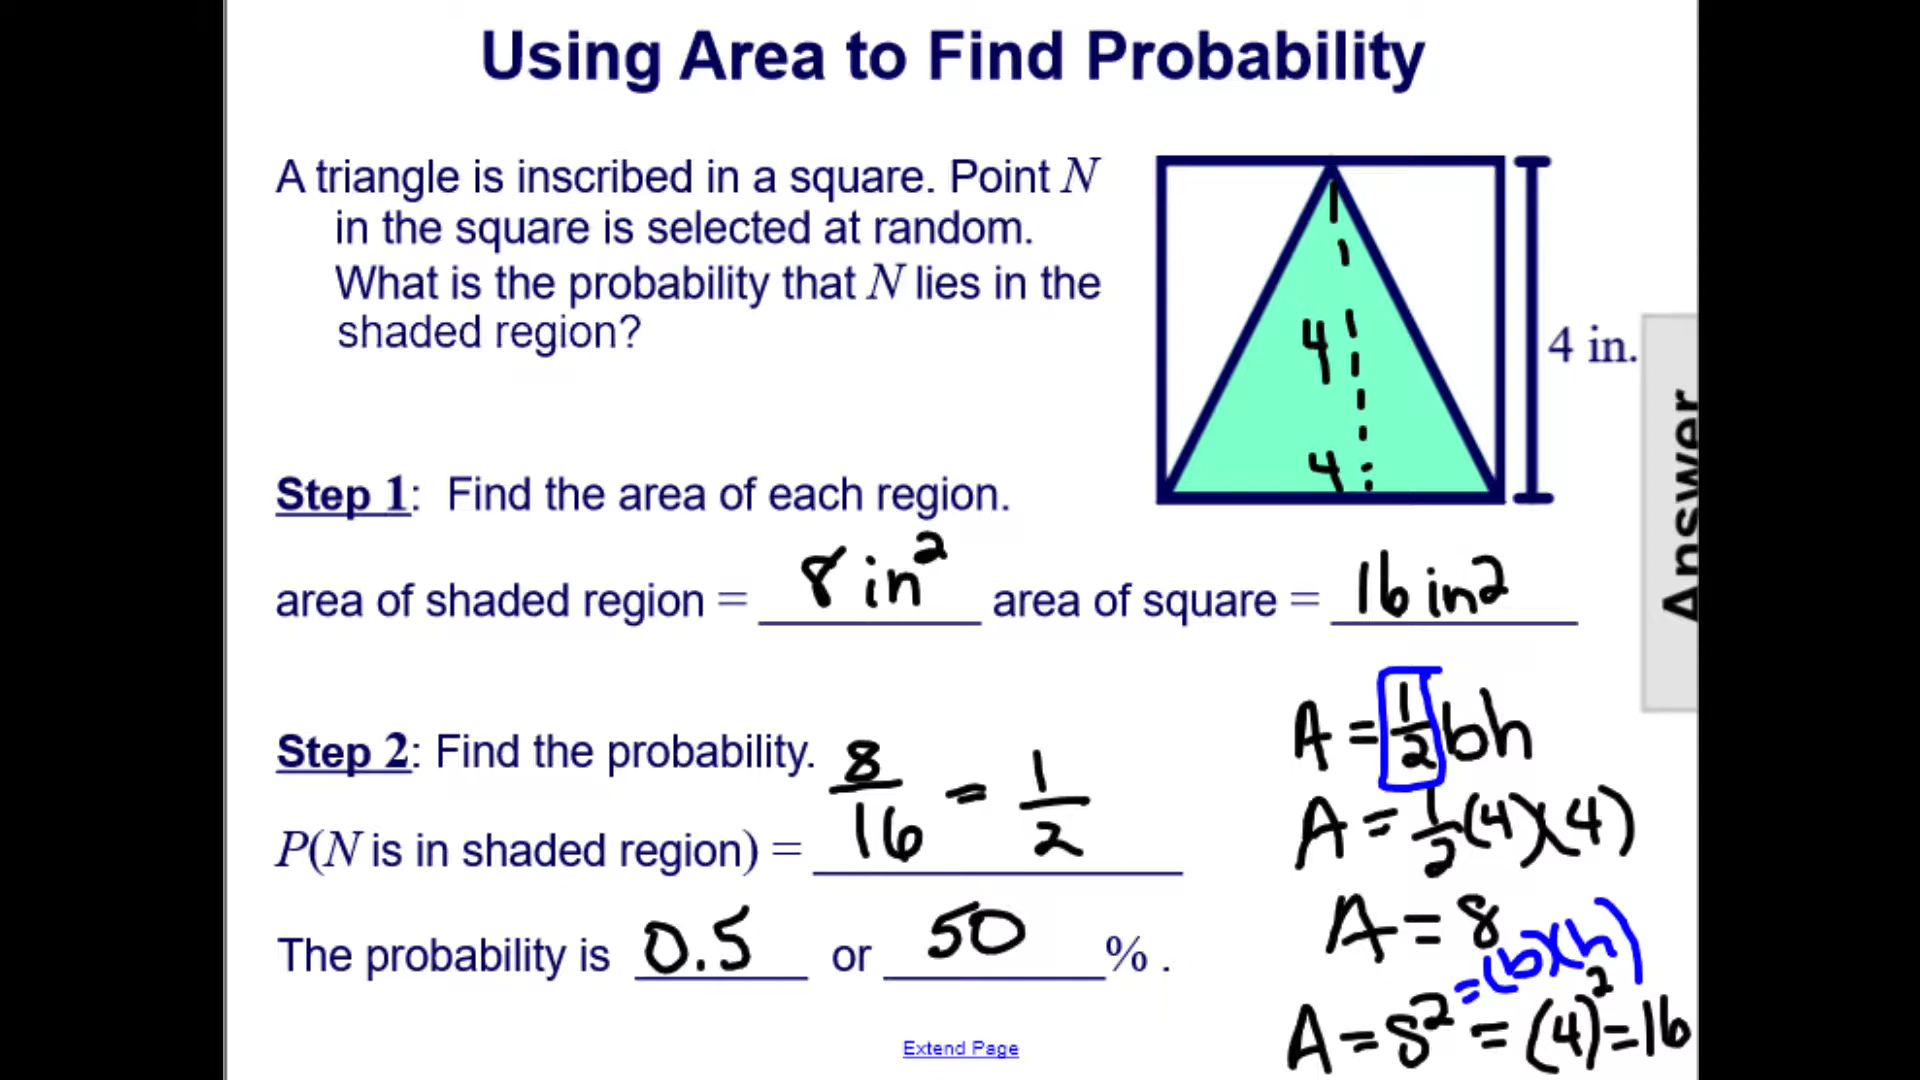 Using Area to Find Probability
A triangle is inscribed in a square. Point N
in the square is selected at random.
What is the probability that N lies in the
shaded region?
4
4
4 in.
Answer
Step 1: Find the area of each region.
area of shaded region = 8 in² area of square = 16 in2
Step 2: Find the probability.
P(N is in shaded region) = 8/16 = 1/2
The probability is 0.5 or 50 % .
A = 1/2 bh
A = 1/2 (4)(4)
A = 8
= (b)(h)
A = s² = (4)² = 16
Extend Page